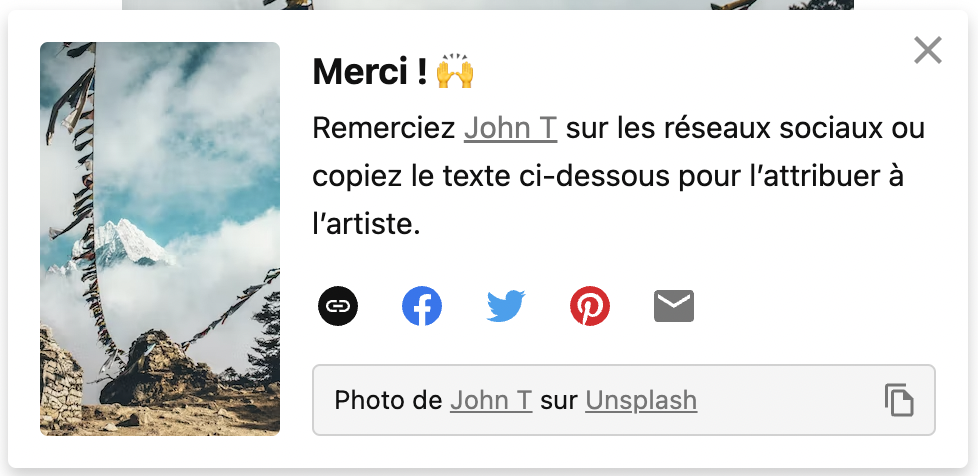 Merci ! 🙌
Remerciez John T sur les réseaux sociaux ou
copiez le texte ci-dessous pour l’attribuer à
l’artiste.
Photo de John T sur Unsplash